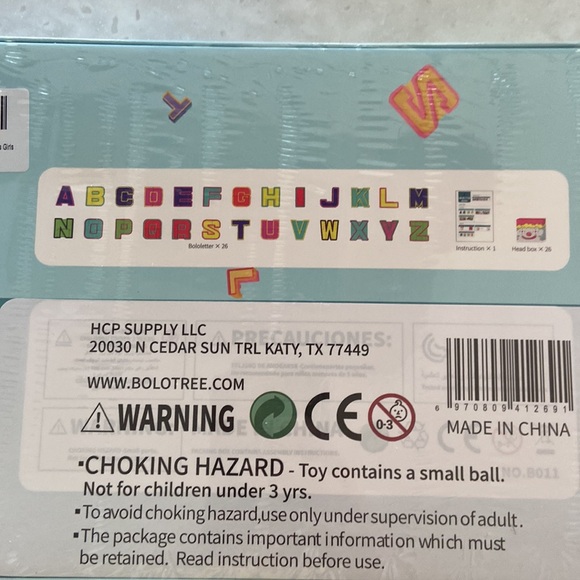 s Girls
A B C D E F G H I J K L M
N O P Q R S T U V W X Y Z
Bololetter × 26
Instruction × 1
Head box × 26
HCP SUPPLY LLC
20030 N CEDAR SUN TRL KATY, TX 77449
WWW.BOLOTREE.COM
PRECAUCIONES:
WARNING
CE
0-3
6 970809 412691
MADE IN CHINA
NO.B011
▪CHOKING HAZARD - Toy contains a small ball.
Not for children under 3 yrs.
▪To avoid choking hazard,use only under supervision of adult.
▪The package contains important information which must
be retained. Read instruction before use.